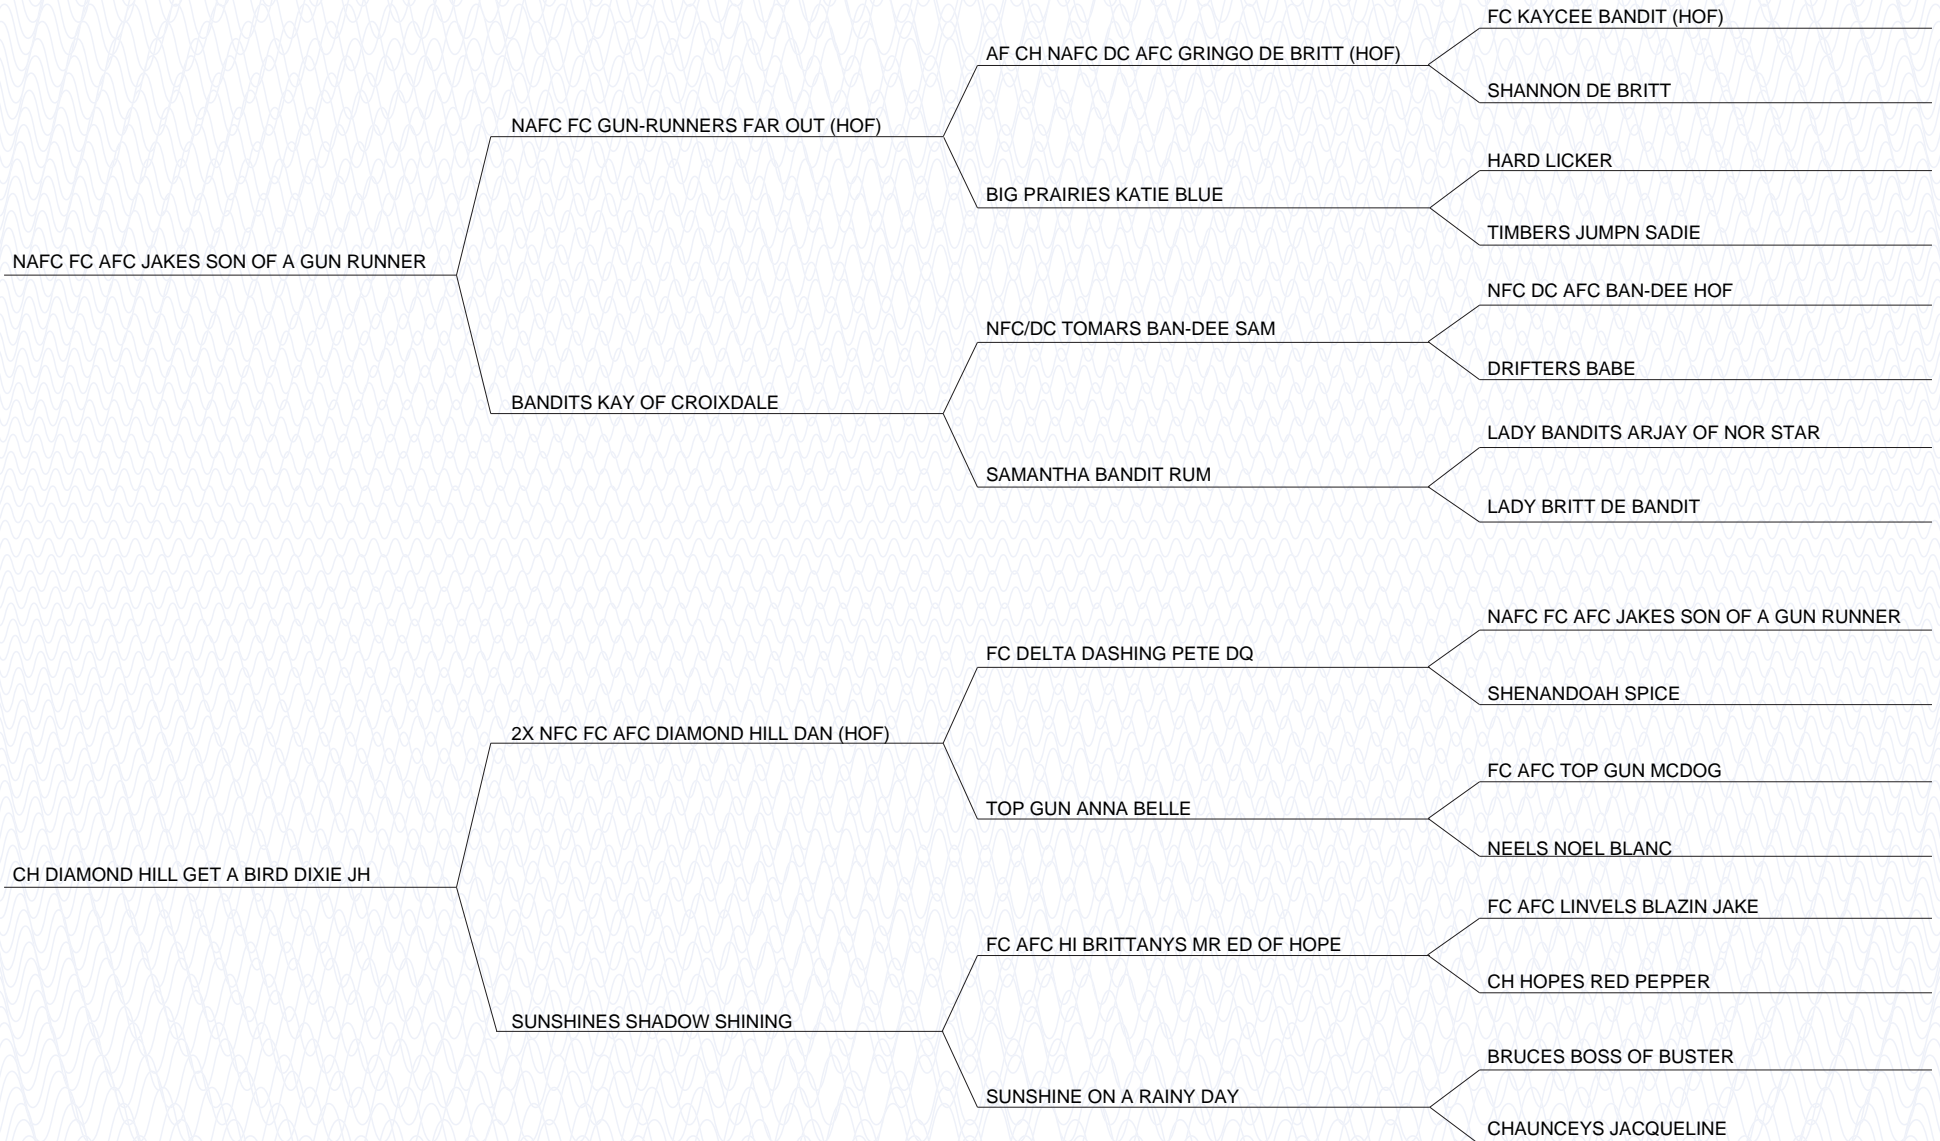 FC KAYCEE BANDIT (HOF)
AF CH NAFC DC AFC GRINGO DE BRITT (HOF)
SHANNON DE BRITT
NAFC FC GUN-RUNNERS FAR OUT (HOF)
HARD LICKER
BIG PRAIRIES KATIE BLUE
TIMBERS JUMPN SADIE
NAFC FC AFC JAKES SON OF A GUN RUNNER
NFC DC AFC BAN-DEE HOF
NFC/DC TOMARS BAN-DEE SAM
DRIFTERS BABE
BANDITS KAY OF CROIXDALE
LADY BANDITS ARJAY OF NOR STAR
SAMANTHA BANDIT RUM
LADY BRITT DE BANDIT
NAFC FC AFC JAKES SON OF A GUN RUNNER
FC DELTA DASHING PETE DQ
SHENANDOAH SPICE
2X NFC FC AFC DIAMOND HILL DAN (HOF)
FC AFC TOP GUN MCDOG
TOP GUN ANNA BELLE
NEELS NOEL BLANC
CH DIAMOND HILL GET A BIRD DIXIE JH
FC AFC LINVELS BLAZIN JAKE
FC AFC HI BRITTANYS MR ED OF HOPE
CH HOPES RED PEPPER
SUNSHINES SHADOW SHINING
BRUCES BOSS OF BUSTER
SUNSHINE ON A RAINY DAY
CHAUNCEYS JACQUELINE